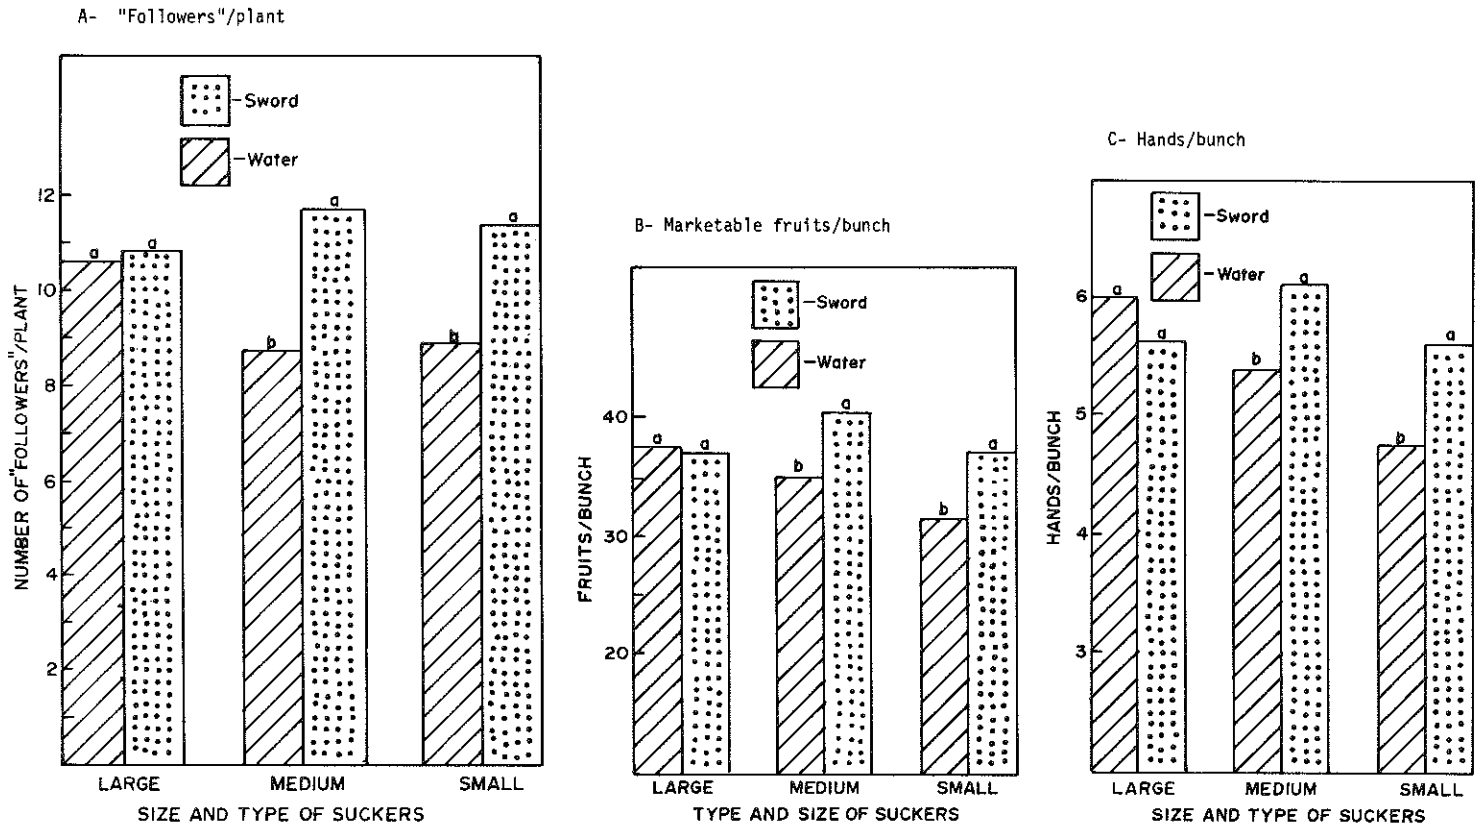 A- "Followers"/plant
-Sword
-Water
12
10
8
6
4
2
a
a
b
a
b
a
NUMBER OF "FOLLOWERS"/PLANT
LARGE
MEDIUM
SMALL
SIZE AND TYPE OF SUCKERS
B- Marketable fruits/bunch
-Sword
-Water
40
30
20
a
a
b
a
b
a
FRUITS/BUNCH
LARGE
MEDIUM
SMALL
TYPE AND SIZE OF SUCKERS
C- Hands/bunch
-Sword
-Water
6
5
4
3
a
a
b
a
b
a
HANDS/BUNCH
LARGE
MEDIUM
SMALL
SIZE AND TYPE OF SUCKERS